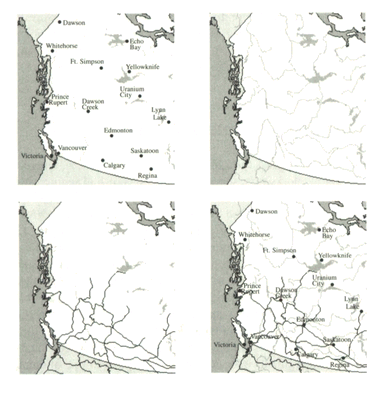 Dawson
Whitehorse
Echo
Bay
Ft. Simpson
Yellowknife
Uranium
City
Prince
Rupert
Dawson
Creek
Lynn
Lake
Edmonton
Vancouver
Victoria
Saskatoon
Calgary
Regina
Dawson
Whitehorse
Echo
Bay
Ft. Simpson
Yellowknife
Uranium
City
Prince
Rupert
Dawson
Creek
Lynn
Lake
Edmonton
Vancouver
Victoria
Saskatoon
Calgary
Regina